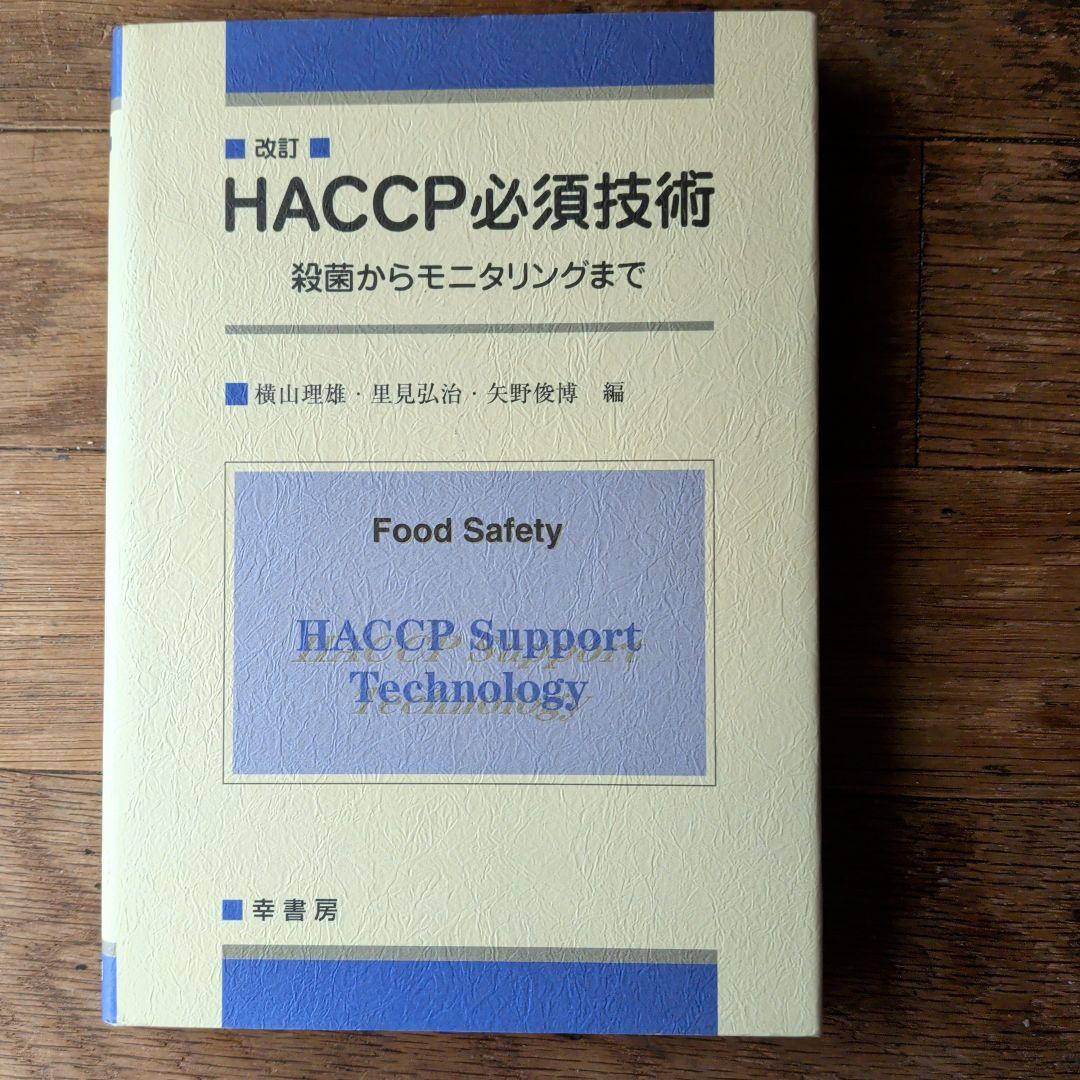 改訂
HACCP必須技術
殺菌からモニタリングまで
横山理雄・里見弘治・矢野俊博 編
Food Safety
HACCP Support
Technology
幸書房